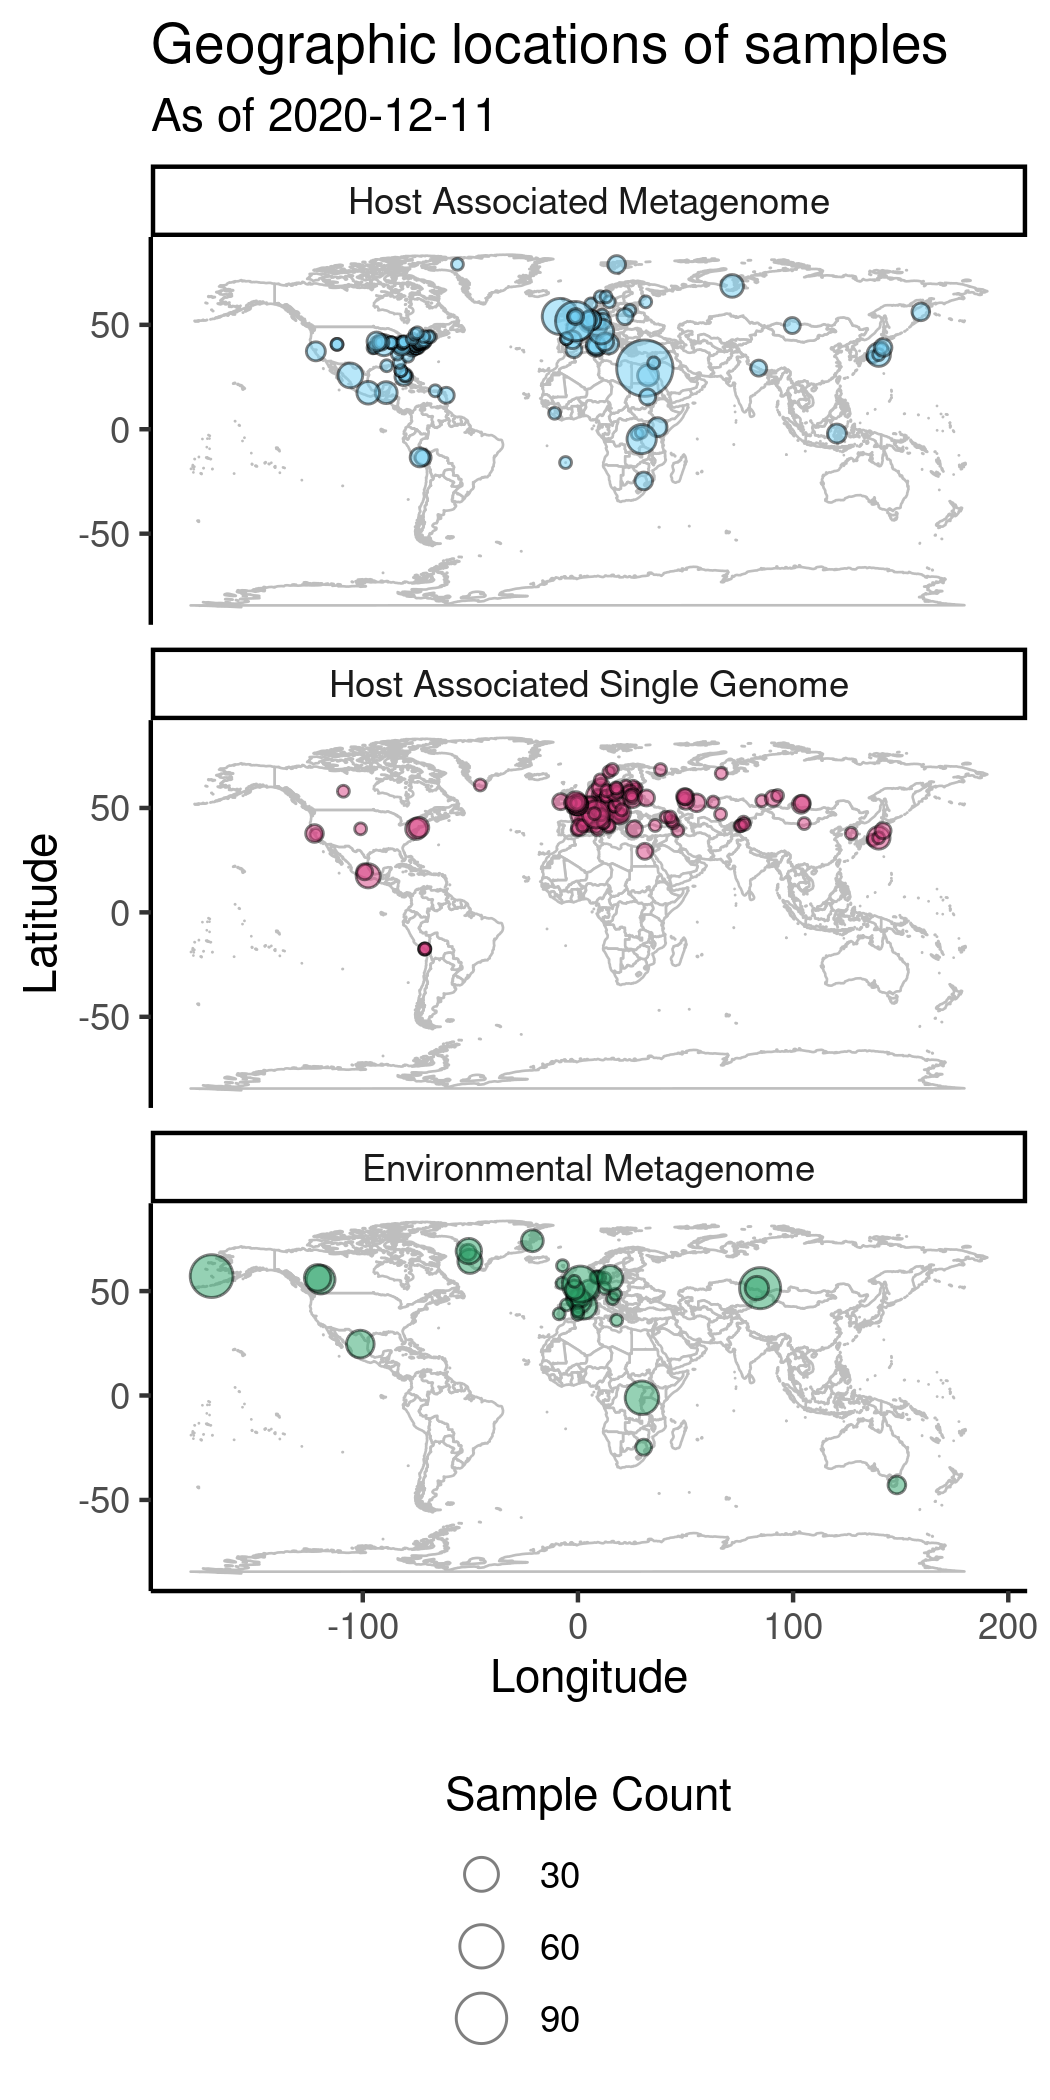 Geographic locations of samples
As of 2020-12-11
Host Associated Metagenome
50
0
-50
Host Associated Single Genome
50
0
-50
Latitude
Environmental Metagenome
50
0
-50
-100 0 100 200
Longitude
Sample Count
30
60
90